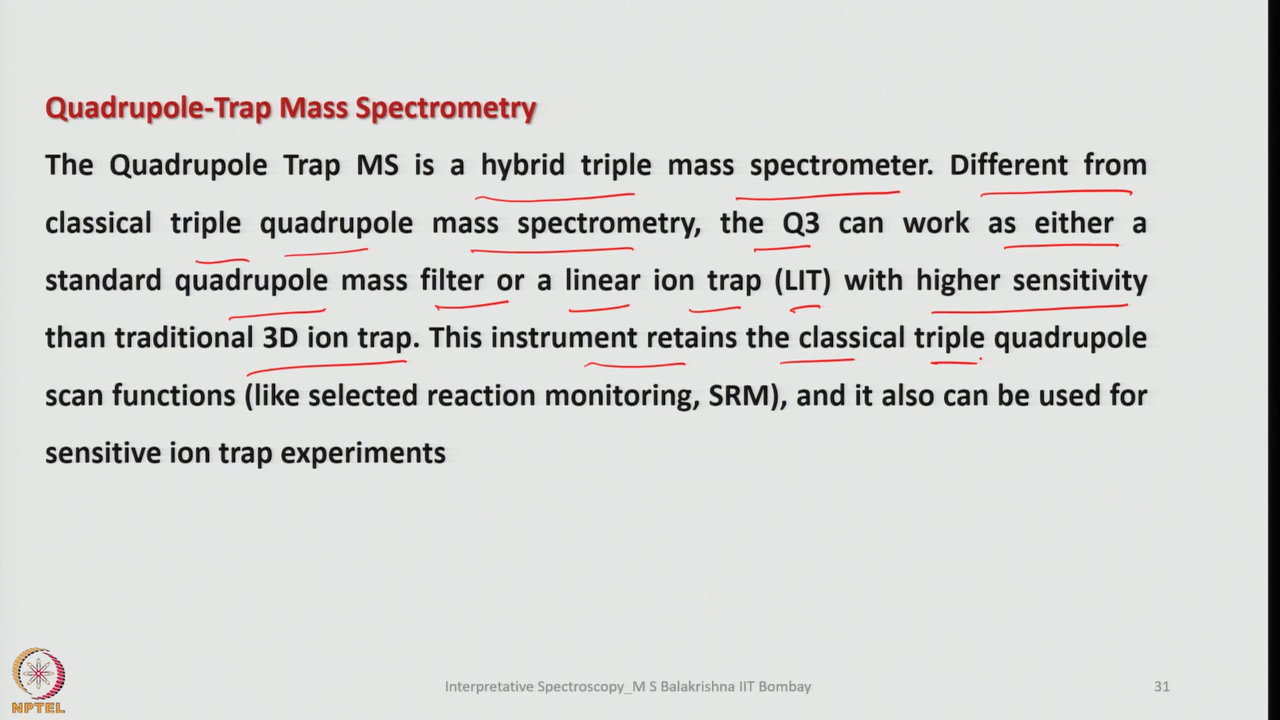 Quadrupole-Trap Mass Spectrometry
The Quadrupole Trap MS is a hybrid triple mass spectrometer. Different from
classical triple quadrupole mass spectrometry, the Q3 can work as either a
standard quadrupole mass filter or a linear ion trap (LIT) with higher sensitivity
than traditional 3D ion trap. This instrument retains the classical triple quadrupole
scan functions (like selected reaction monitoring, SRM), and it also can be used for
sensitive ion trap experiments
NPTEL
Interpretative Spectroscopy_M S Balakrishna IIT Bombay
31